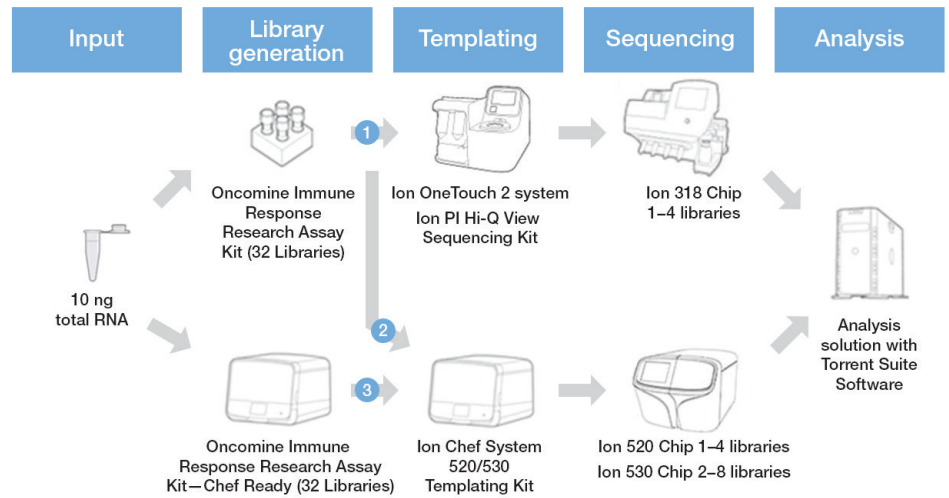 Input
Library
generation
Templating
Sequencing
Analysis
1
Oncomine Immune
Response
Research Assay
Kit (32 Libraries)
Ion OneTouch 2 system
Ion PI Hi-Q View
Sequencing Kit
Ion 318 Chip
1–4 libraries
10 ng
total RNA
2
Analysis
solution with
Torrent Suite
Software
3
Oncomine Immune
Response Research Assay
Kit—Chef Ready (32 Libraries)
Ion Chef System
520/530
Templating Kit
Ion 520 Chip 1–4 libraries
Ion 530 Chip 2–8 libraries